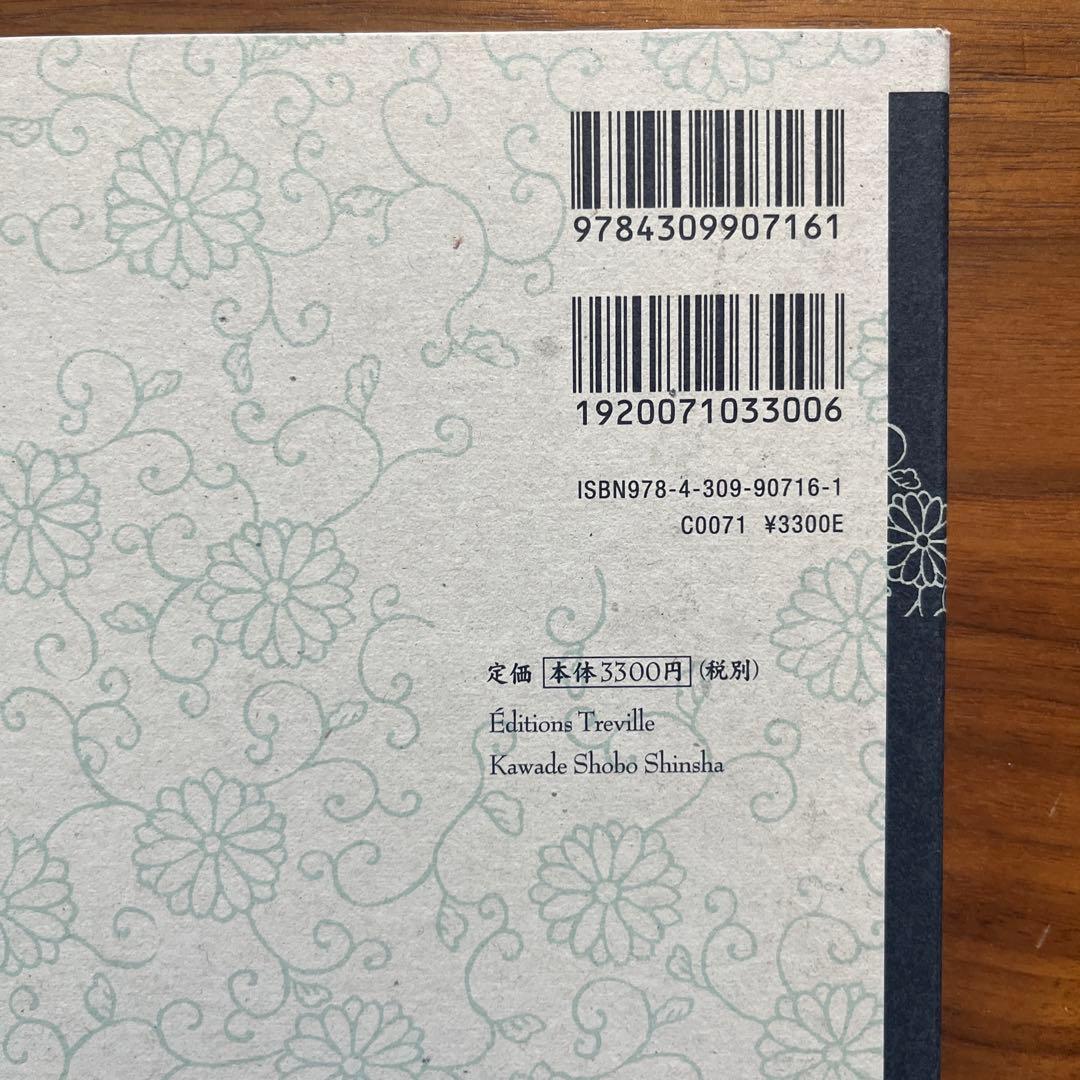 9784309907161
1920071033006
ISBN978-4-309-90716-1
C0071 ¥3300E
定価 本体3300円 (税別)
Éditions Treville
Kawade Shobo Shinsha